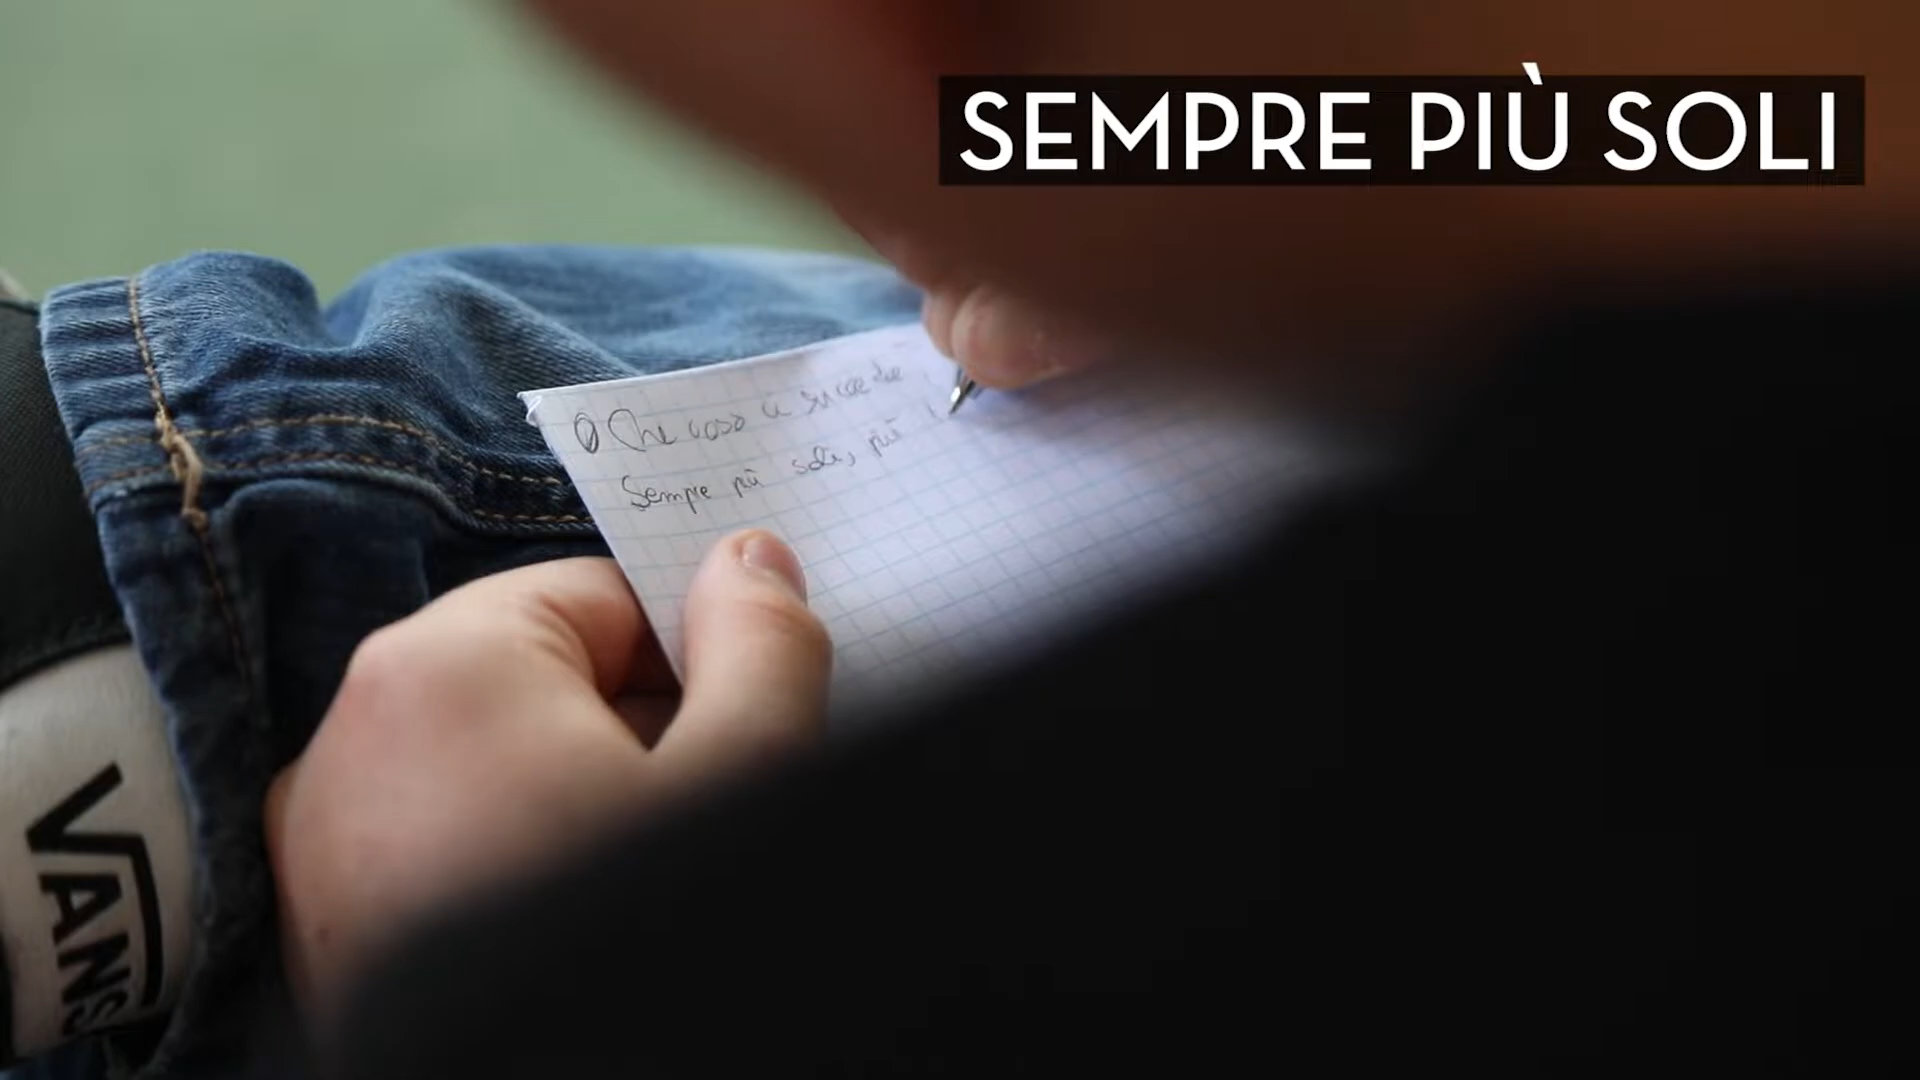 SEMPRE PIÙ SOLI
Che cosa ci succede
Sempre più soli, più
VANS